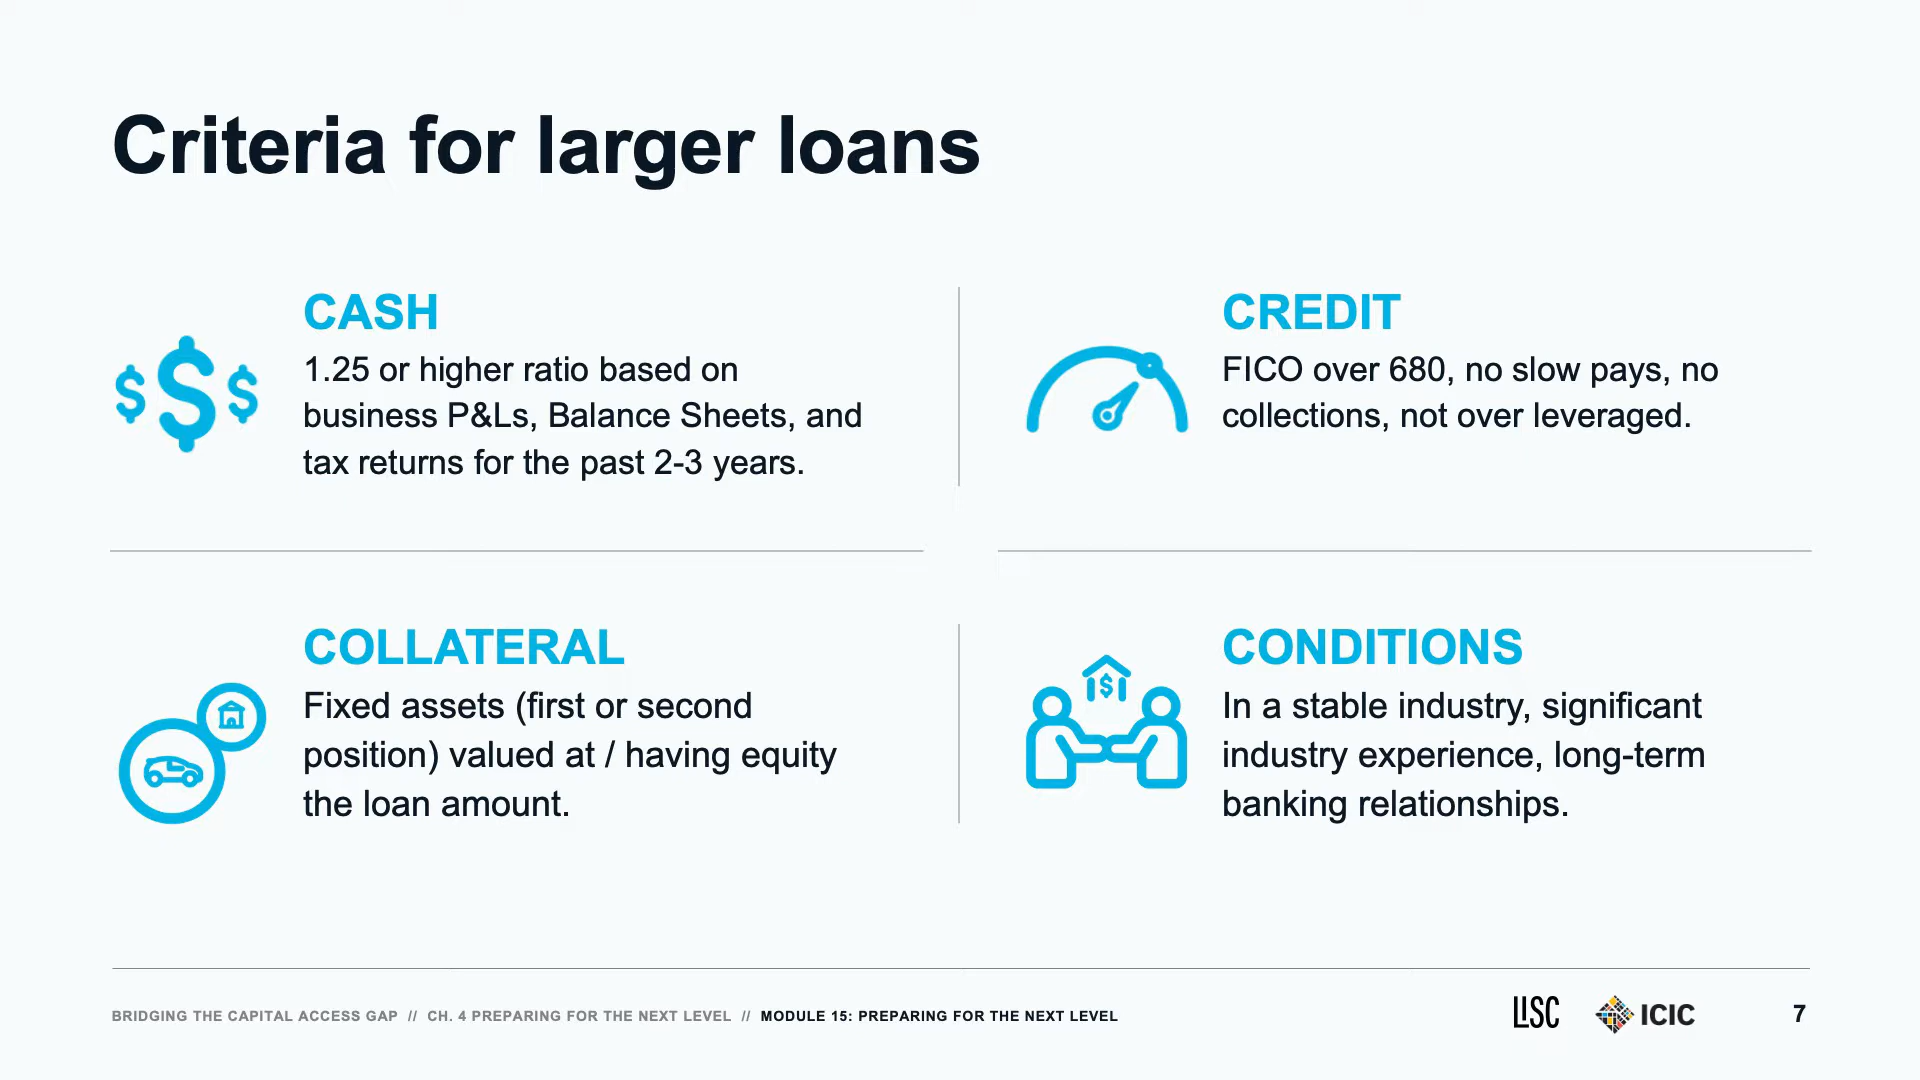 Criteria for larger loans
CASH
1.25 or higher ratio based on
business P&Ls, Balance Sheets, and
tax returns for the past 2-3 years.
CREDIT
FICO over 680, no slow pays, no
collections, not over leveraged.
COLLATERAL
Fixed assets (first or second
position) valued at / having equity
the loan amount.
CONDITIONS
In a stable industry, significant
industry experience, long-term
banking relationships.
BRIDGING THE CAPITAL ACCESS GAP // CH. 4 PREPARING FOR THE NEXT LEVEL // MODULE 15: PREPARING FOR THE NEXT LEVEL
LISC
ICIC
7